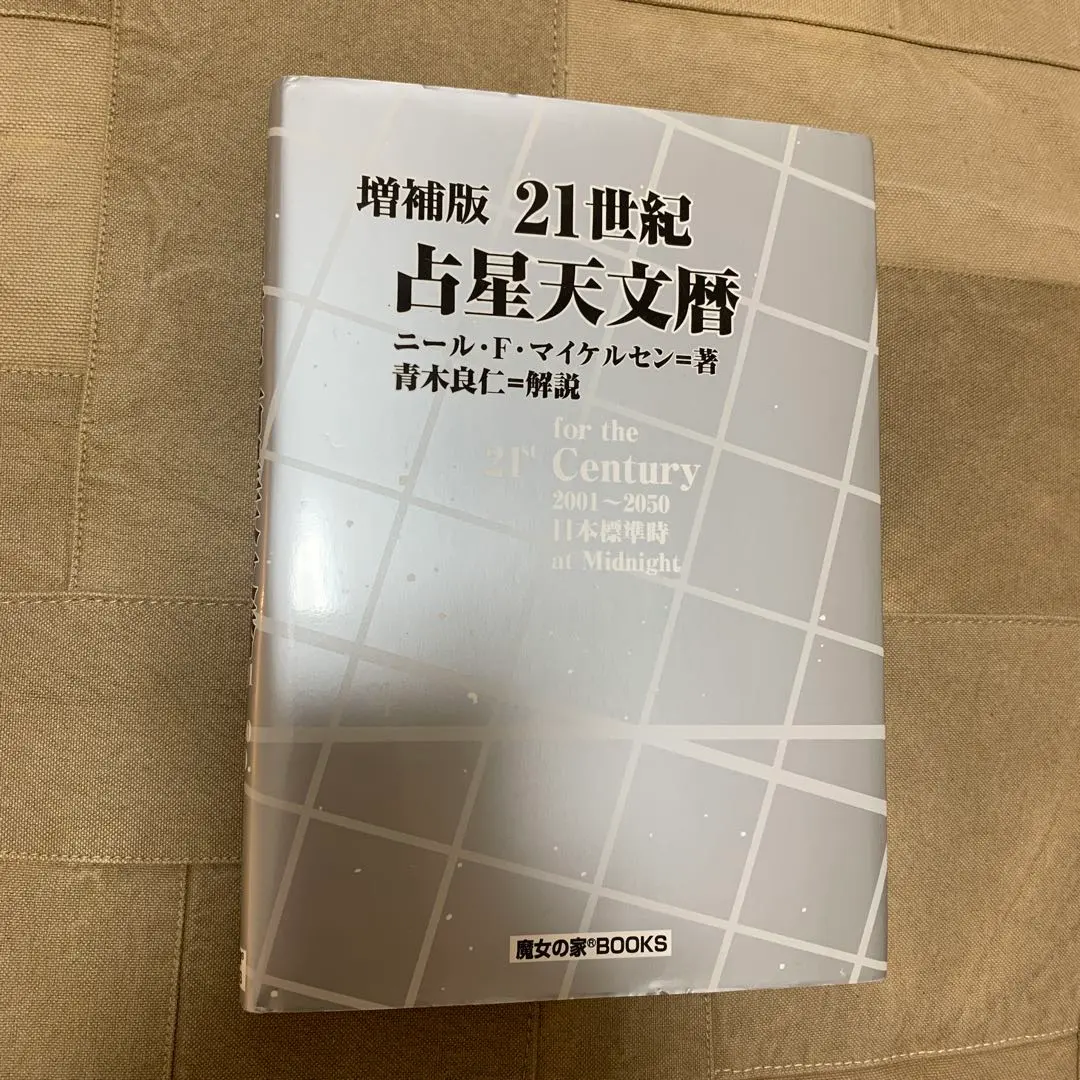 増補版 21世紀
占星天文暦
ニール・F・マイケルセン=著
青木良仁=解説
for the
21st Century
2001～2050
日本標準時
at Midnight
魔女の家®BOOKS